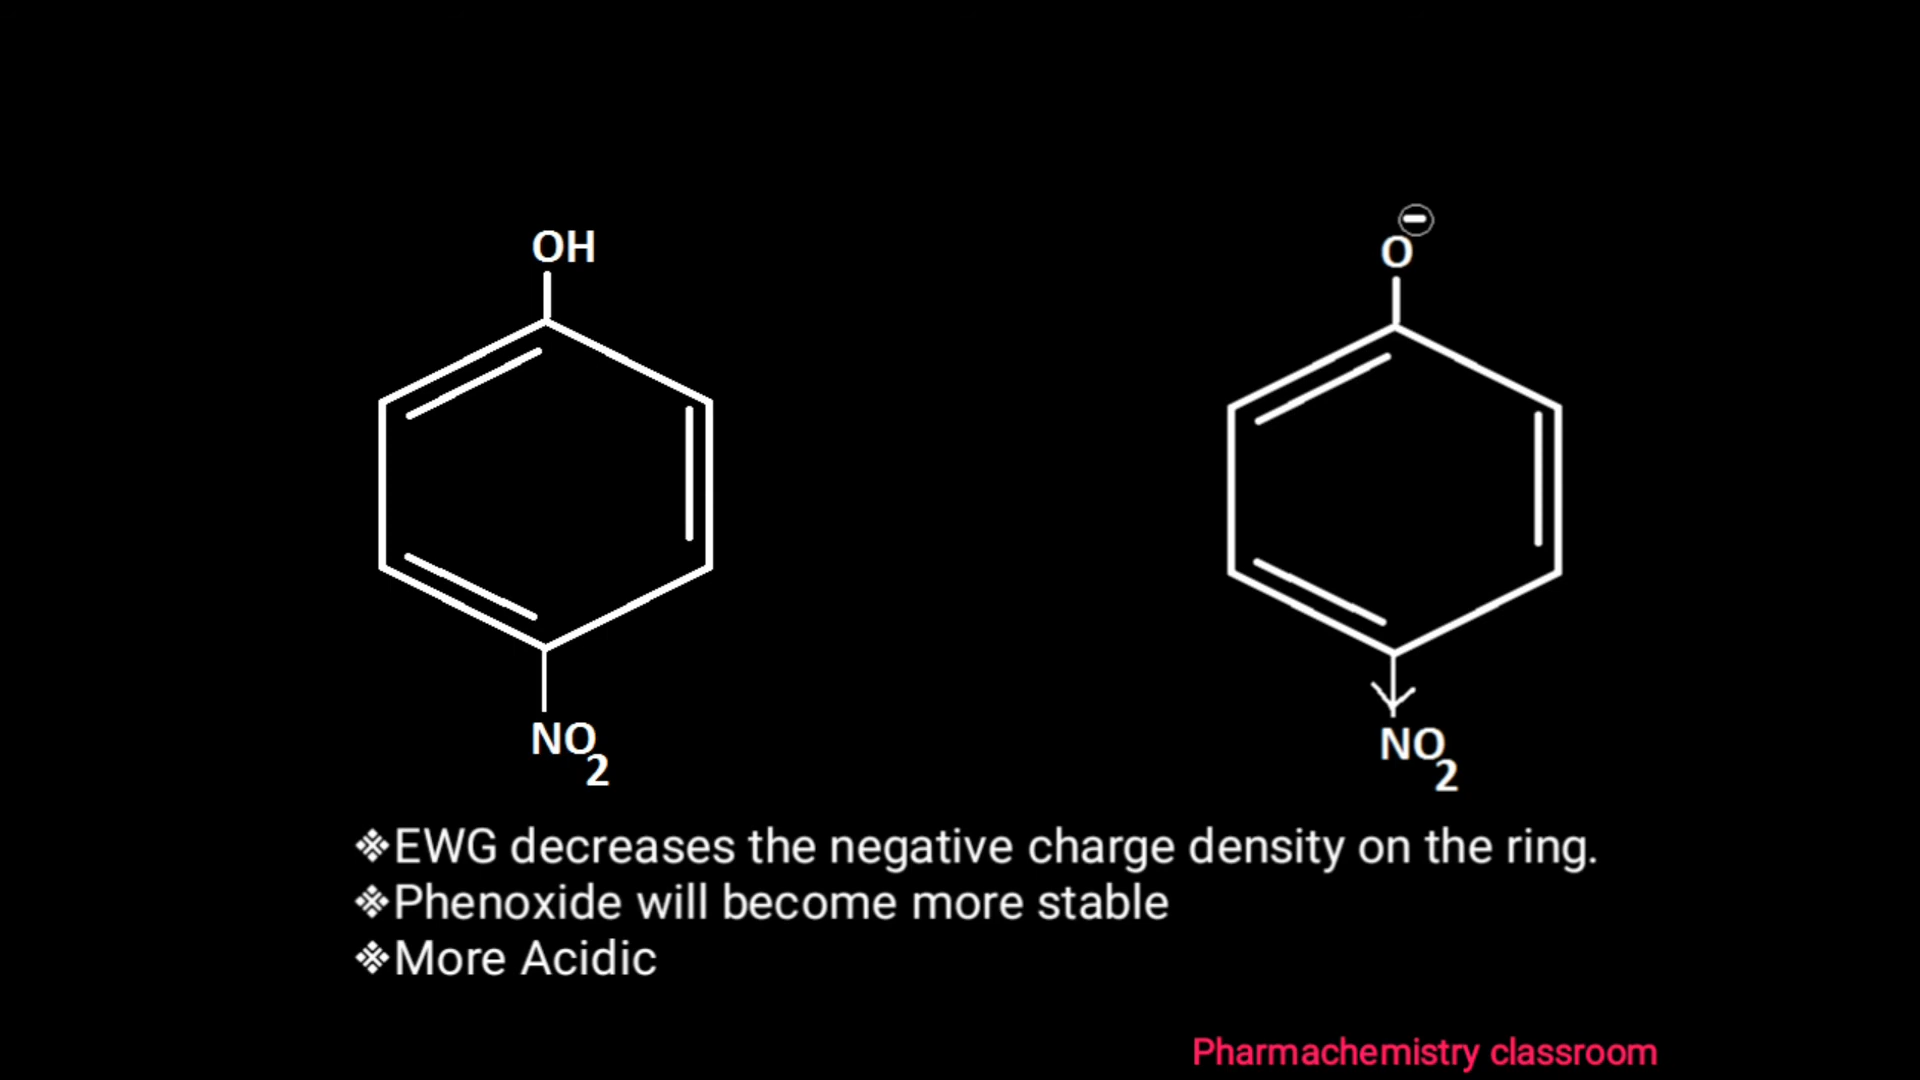 OH
O⊖
NO2
NO2
❖EWG decreases the negative charge density on the ring.
❖Phenoxide will become more stable
❖More Acidic
Pharmachemistry classroom